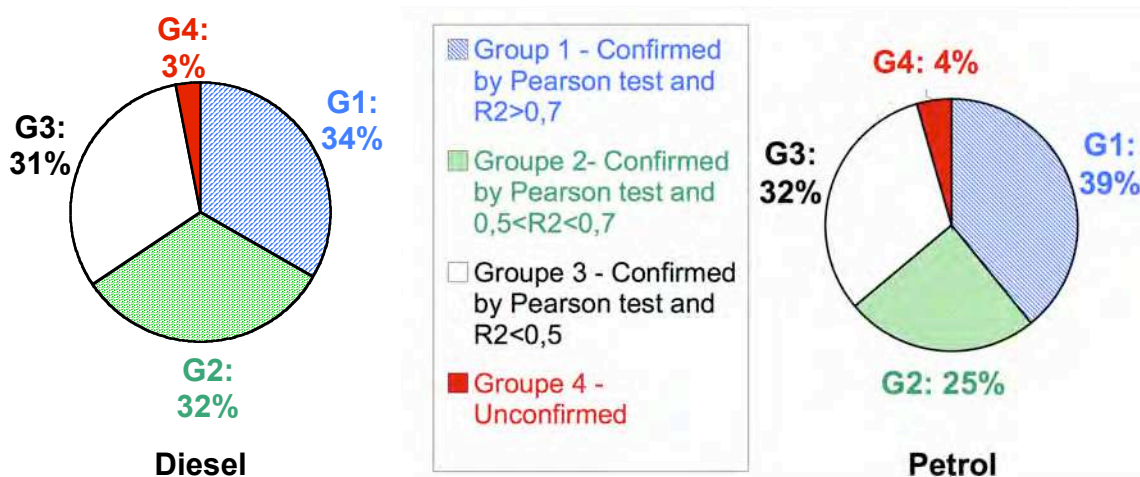 G4:
3%
G1:
34%
G3:
31%
G2:
32%
Diesel
Group 1 - Confirmed
by Pearson test and
R2>0,7
Groupe 2- Confirmed
by Pearson test and
0,5<R2<0,7
Groupe 3 - Confirmed
by Pearson test and
R2<0,5
Groupe 4 -
Unconfirmed
G4: 4%
G1:
39%
G3:
32%
G2: 25%
Petrol